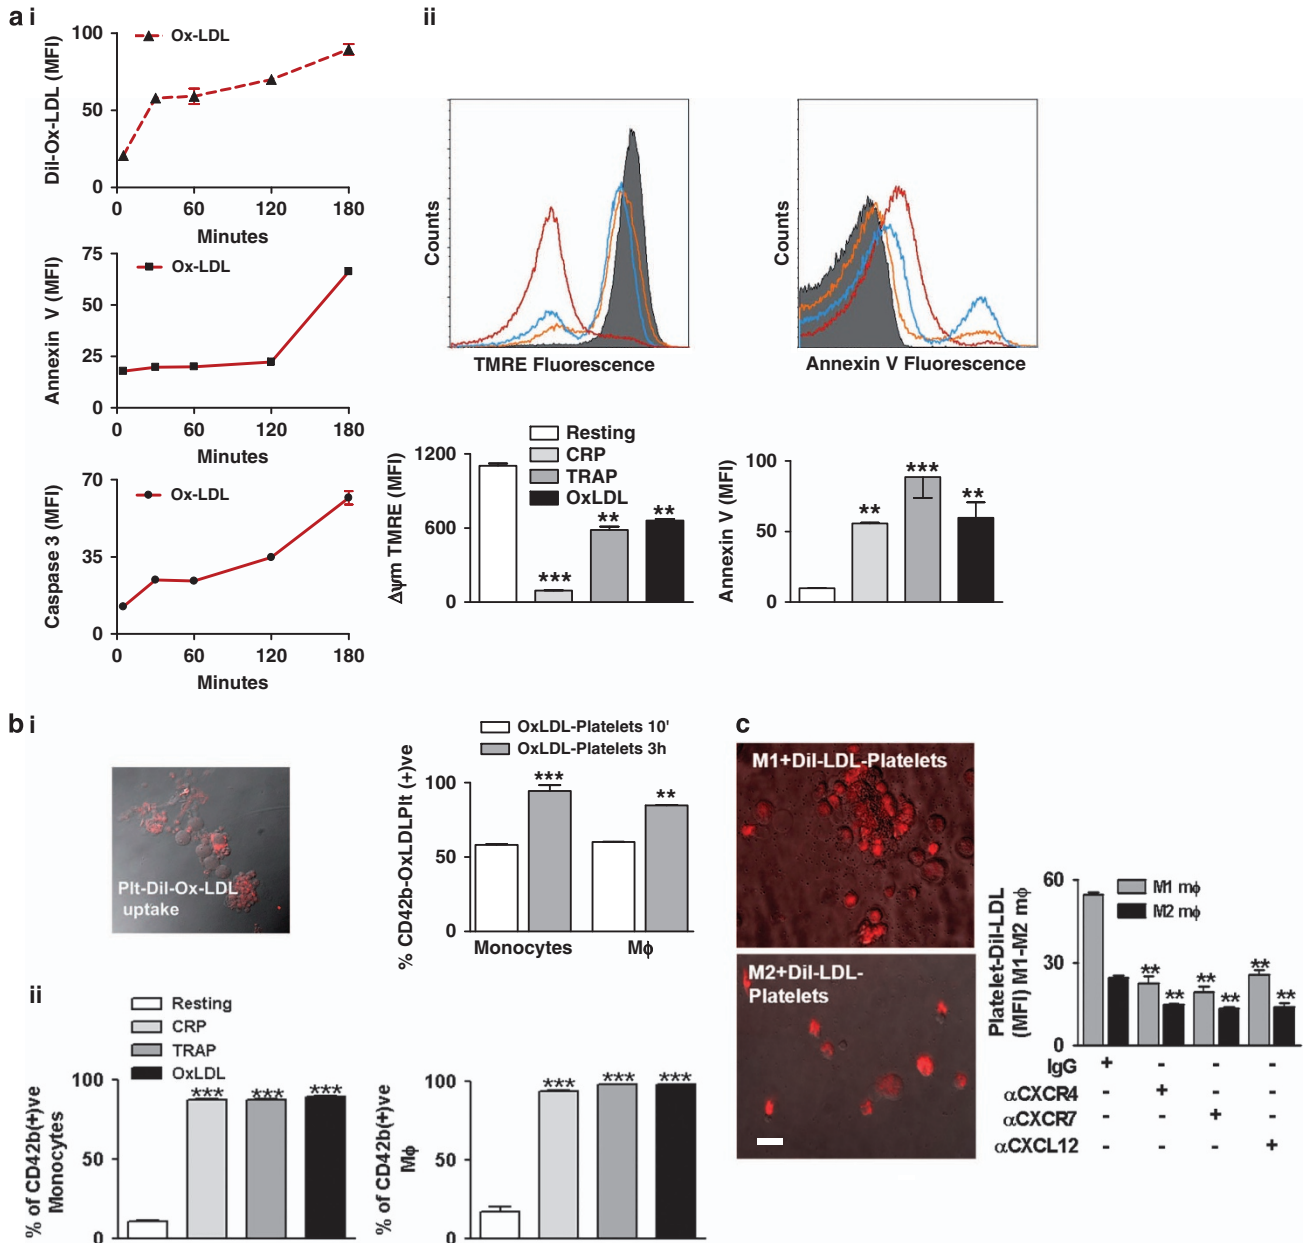 a i
Ox-LDL
Dil-Ox-LDL (MFI)
100
50
0
0 60 120 180
Minutes
Ox-LDL
Annexin V (MFI)
75
50
25
0
0 60 120 180
Minutes
Ox-LDL
Caspase 3 (MFI)
70
35
0
0 60 120 180
Minutes
ii
Counts
TMRE Fluorescence
Counts
Annexin V Fluorescence
Resting
CRP
TRAP
OxLDL
Δψm TMRE (MFI)
1200
600
0
***
**
**
Annexin V (MFI)
100
50
0
**
***
**
b i
Plt-Dil-Ox-LDL
uptake
OxLDL-Platelets 10'
OxLDL-Platelets 3h
% CD42b-OxLDLPlt (+)ve
100
50
0
***
**
Monocytes Mϕ
ii
Resting
CRP
TRAP
OxLDL
% of CD42b(+)ve
Monocytes
100
50
0
***
***
***
% of CD42b(+)ve
Mϕ
100
50
0
***
***
***
c
M1+Dil-LDL-Platelets
M2+Dil-LDL-
Platelets
M1 mϕ
M2 mϕ
Platelet-Dil-LDL
(MFI) M1-M2 mϕ
60
30
0
**
**
**
**
**
**
IgG + - - -
αCXCR4 - + - -
αCXCR7 - - + -
αCXCL12 - - - +